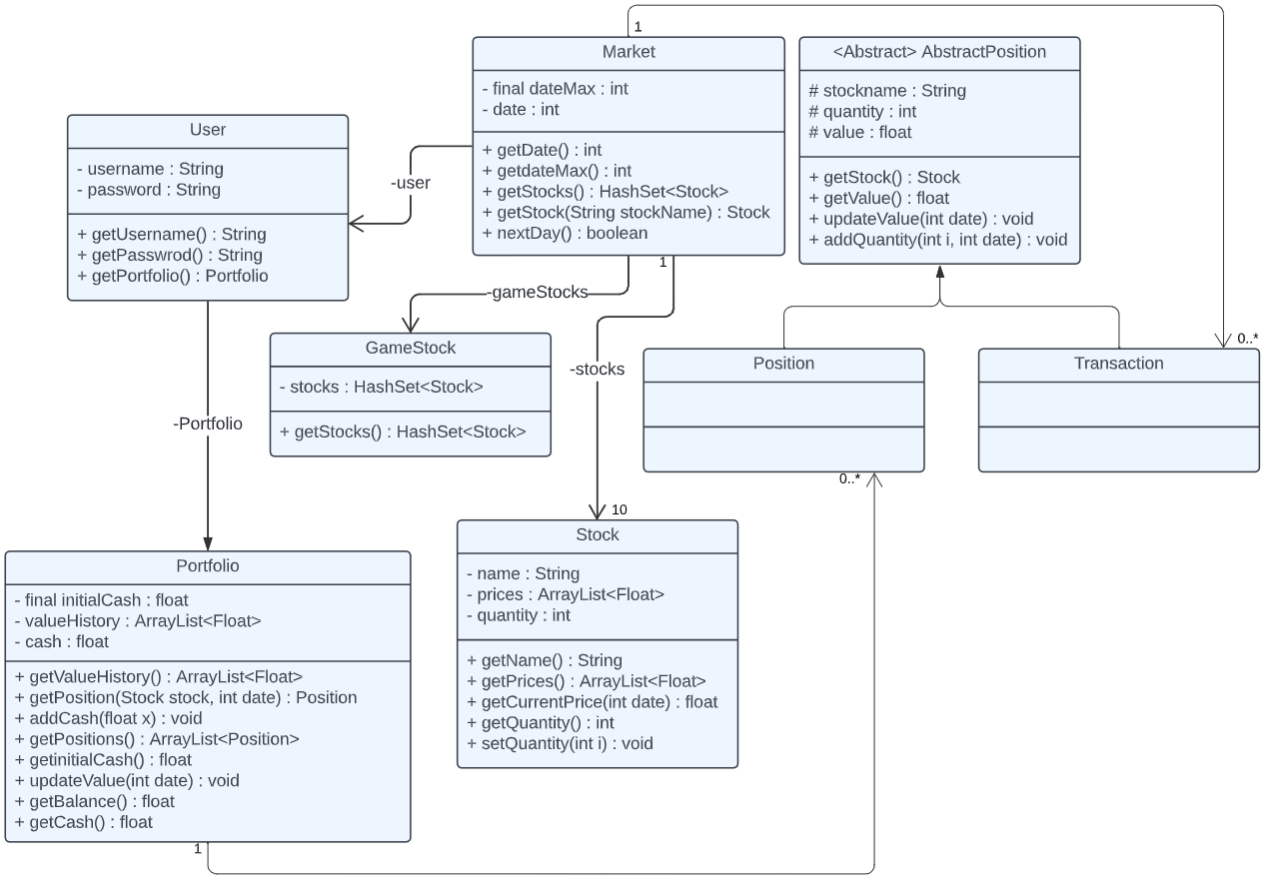 1
Market
- final dateMax : int
- date : int
+ getDate() : int
+ getdateMax() : int
+ getStocks() : HashSet<Stock>
+ getStock(String stockName) : Stock
+ nextDay() : boolean
1
<Abstract> AbstractPosition
# stockname : String
# quantity : int
# value : float
+ getStock() : Stock
+ getValue() : float
+ updateValue(int date) : void
+ addQuantity(int i, int date) : void
User
- username : String
- password : String
+ getUsername() : String
+ getPasswrod() : String
+ getPortfolio() : Portfolio
-user
-gameStocks
GameStock
- stocks : HashSet<Stock>
+ getStocks() : HashSet<Stock>
-stocks
10
Position
0..*
0..*
Transaction
-Portfolio
Portfolio
- final initialCash : float
- valueHistory : ArrayList<Float>
- cash : float
+ getValueHistory() : ArrayList<Float>
+ getPosition(Stock stock, int date) : Position
+ addCash(float x) : void
+ getPositions() : ArrayList<Position>
+ getinitialCash() : float
+ updateValue(int date) : void
+ getBalance() : float
+ getCash() : float
1
Stock
- name : String
- prices : ArrayList<Float>
- quantity : int
+ getName() : String
+ getPrices() : ArrayList<Float>
+ getCurrentPrice(int date) : float
+ getQuantity() : int
+ setQuantity(int i) : void